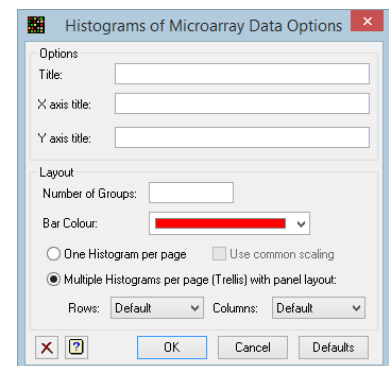 Histograms of Microarray Data Options
Options
Title:
X axis title:
Y axis title:
Layout
Number of Groups:
Bar Colour:
One Histogram per page Use common scaling
Multiple Histograms per page (Trellis) with panel layout:
Rows: Default Columns: Default
OK Cancel Defaults